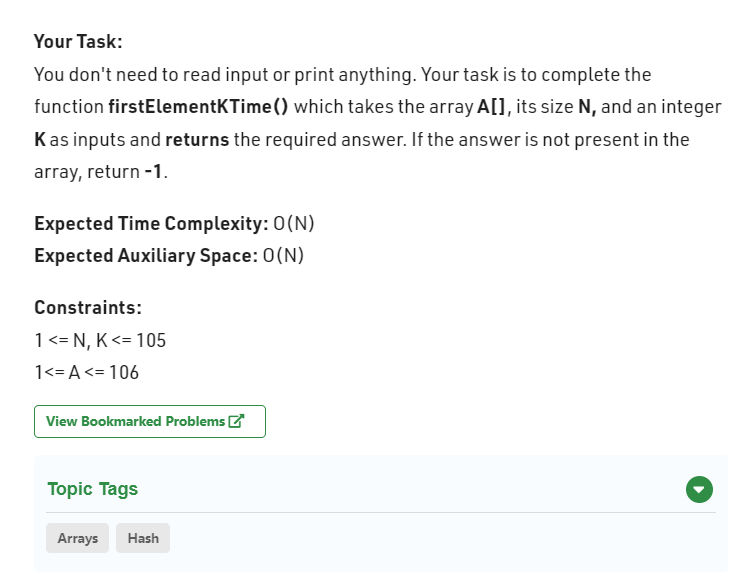 Your Task:
You don't need to read input or print anything. Your task is to complete the
function firstElementKTime() which takes the array A[], its size N, and an integer
K as inputs and returns the required answer. If the answer is not present in the
array, return -1.
Expected Time Complexity: O(N)
Expected Auxiliary Space: O(N)
Constraints:
1 <= N, K <= 105
1<= A <= 106
View Bookmarked Problems
Topic Tags
Arrays Hash